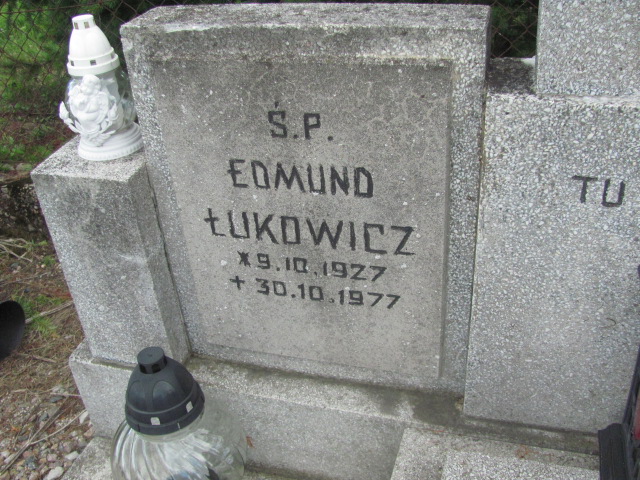 Ś.P.
EDMUND
ŁUKOWICZ
*9.10.1927
+30.10.1977
TU